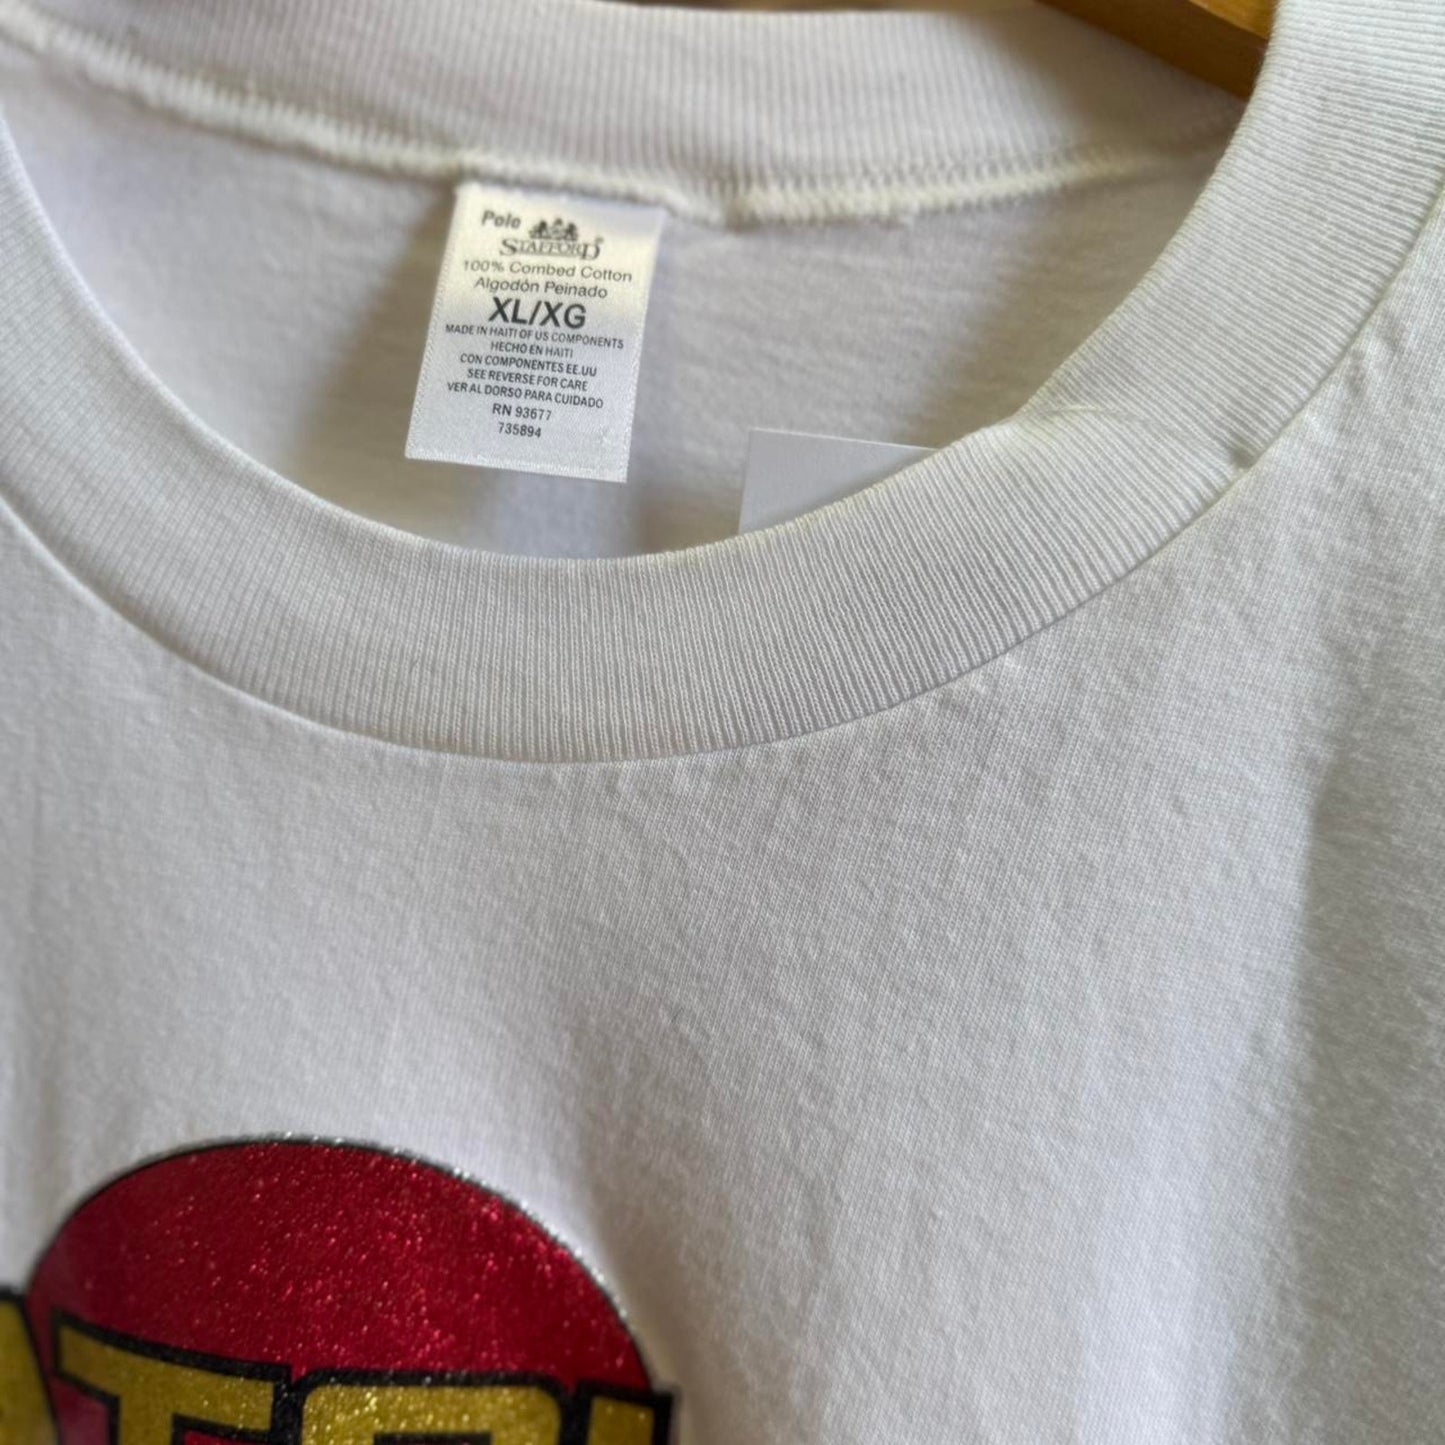 Polo
STAFFORD
100% Combed Cotton
Algodón Peinado
XL/XG
MADE IN HAITI OF US COMPONENTS
HECHO EN HAITI
CON COMPONENTES EE.UU
SEE REVERSE FOR CARE
VER AL DORSO PARA CUIDADO
RN 93677
735894